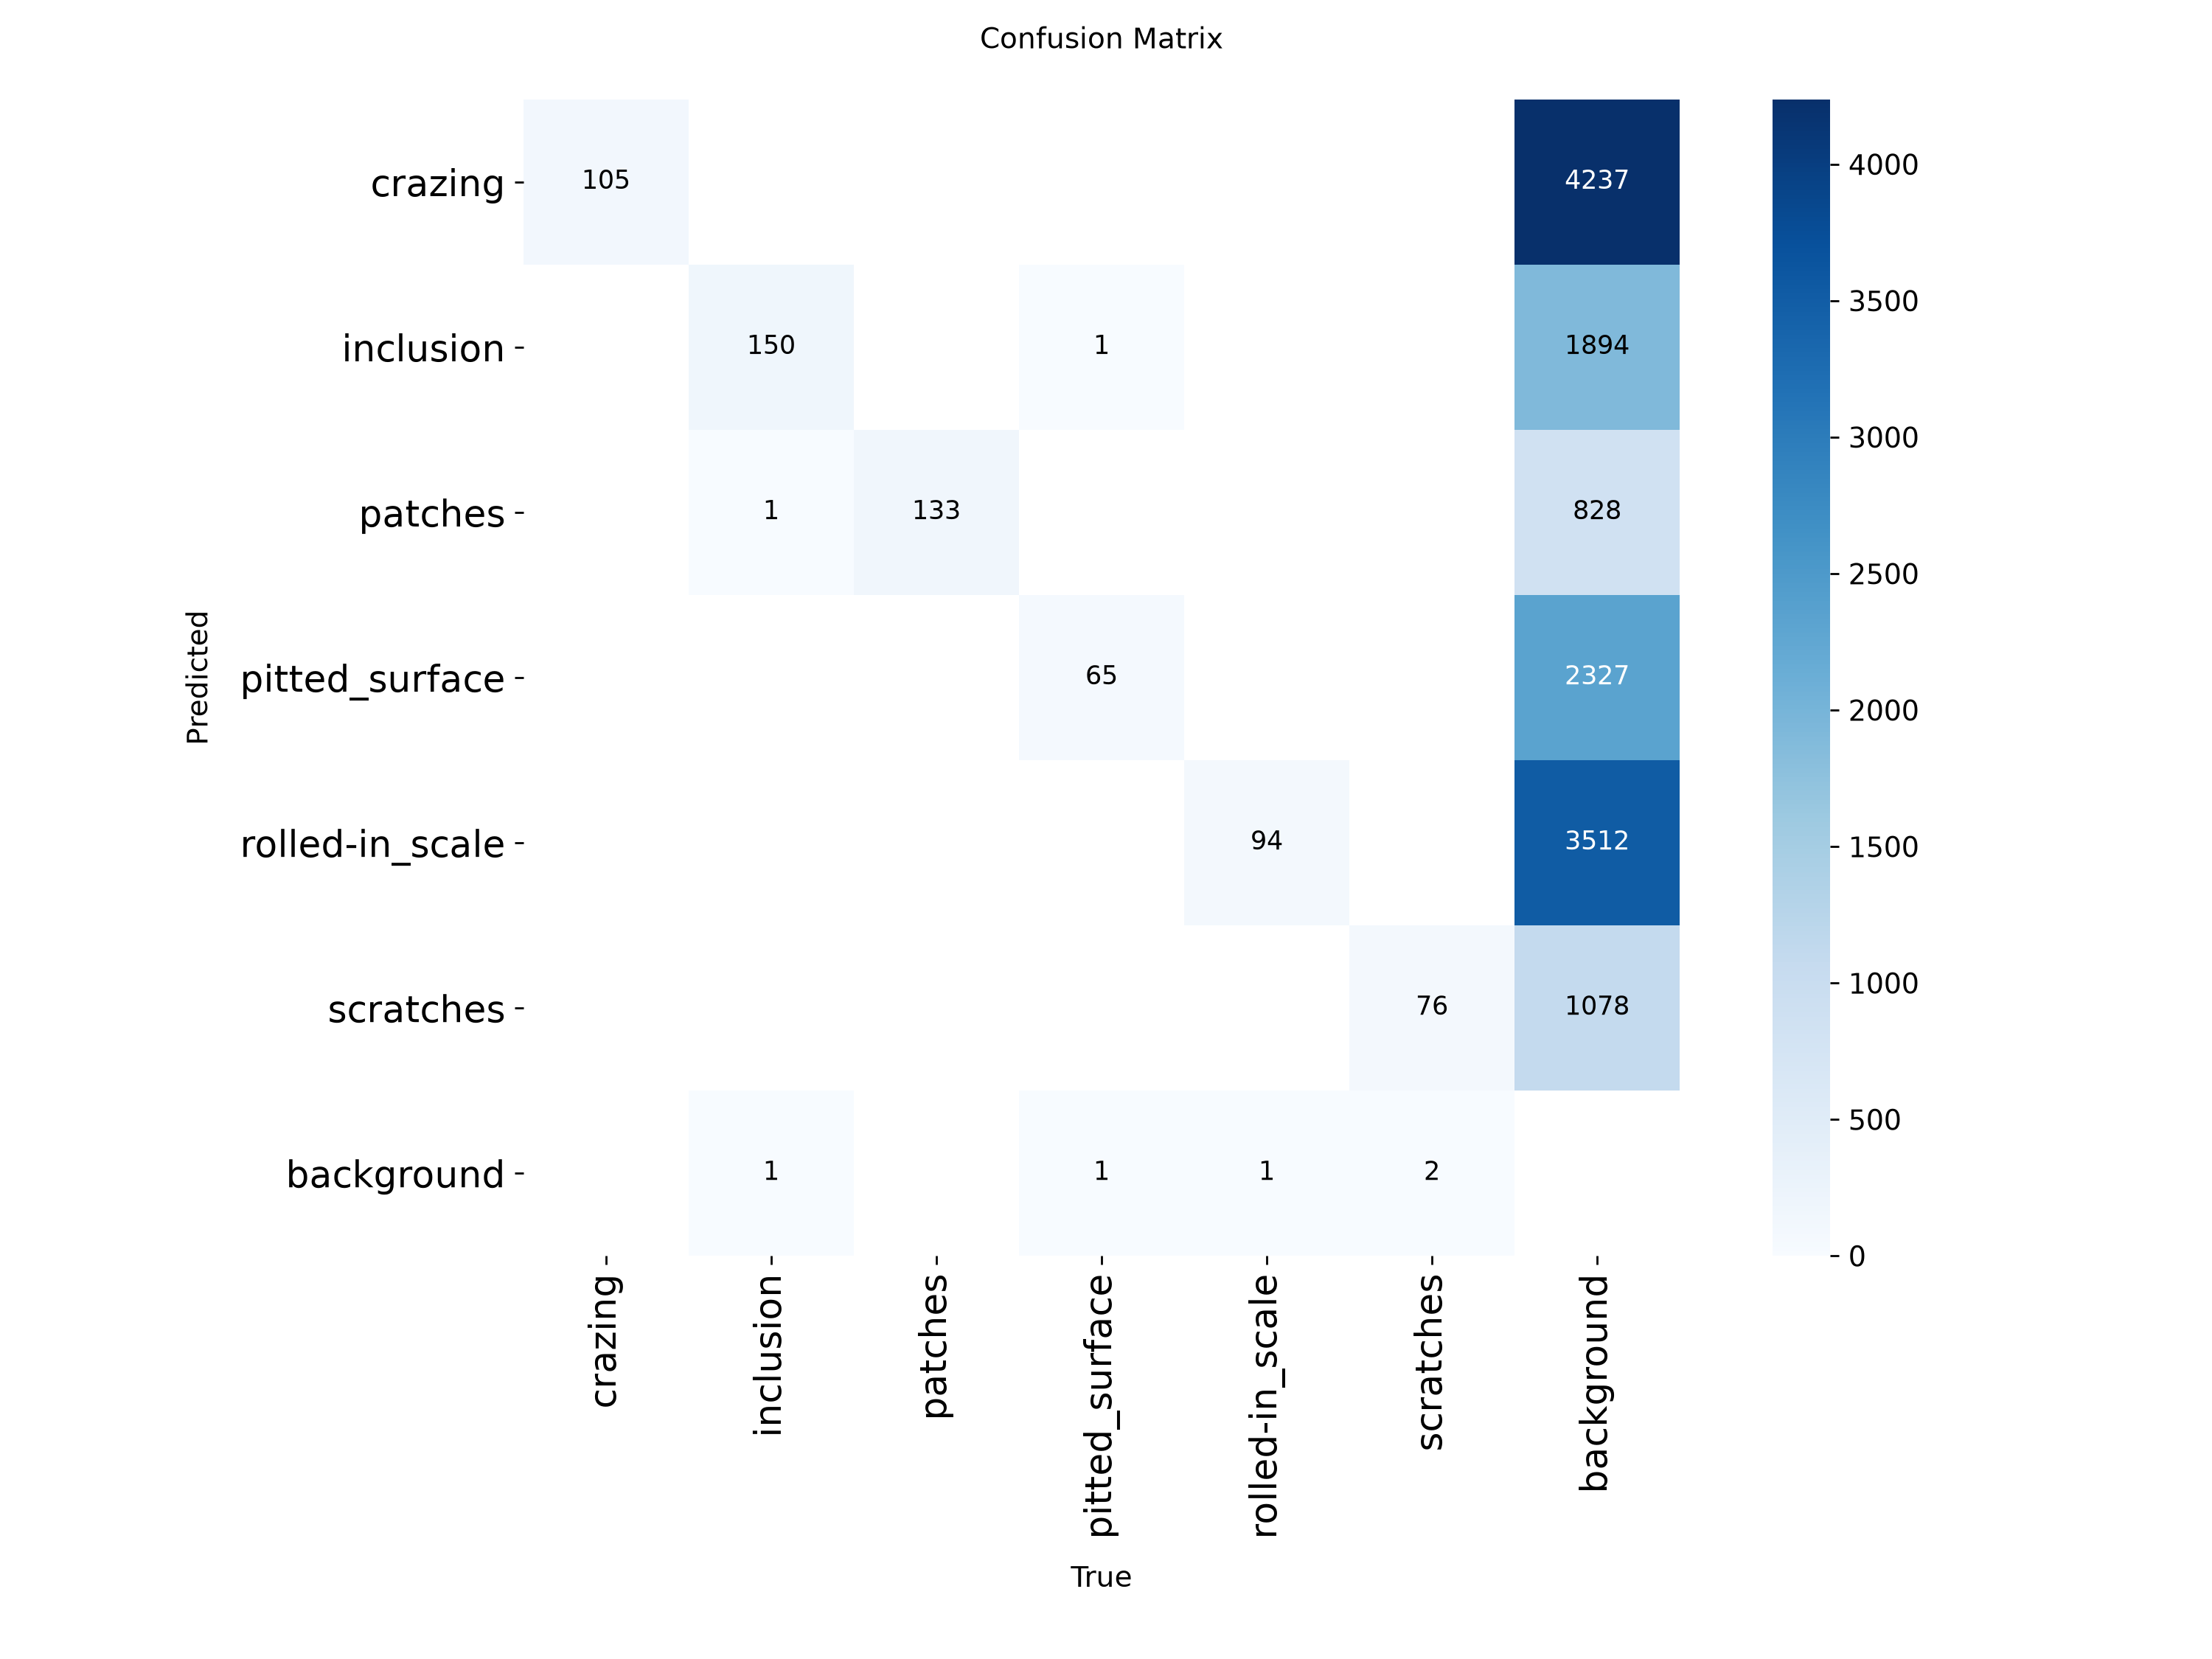 Confusion Matrix
crazing
105
4237
inclusion
150
1
1894
patches
1
133
828
pitted_surface
65
2327
rolled-in_scale
94
3512
scratches
76
1078
background
1
1
1
2
Predicted
crazing
inclusion
patches
pitted_surface
rolled-in_scale
scratches
background
True
4000
3500
3000
2500
2000
1500
1000
500
0